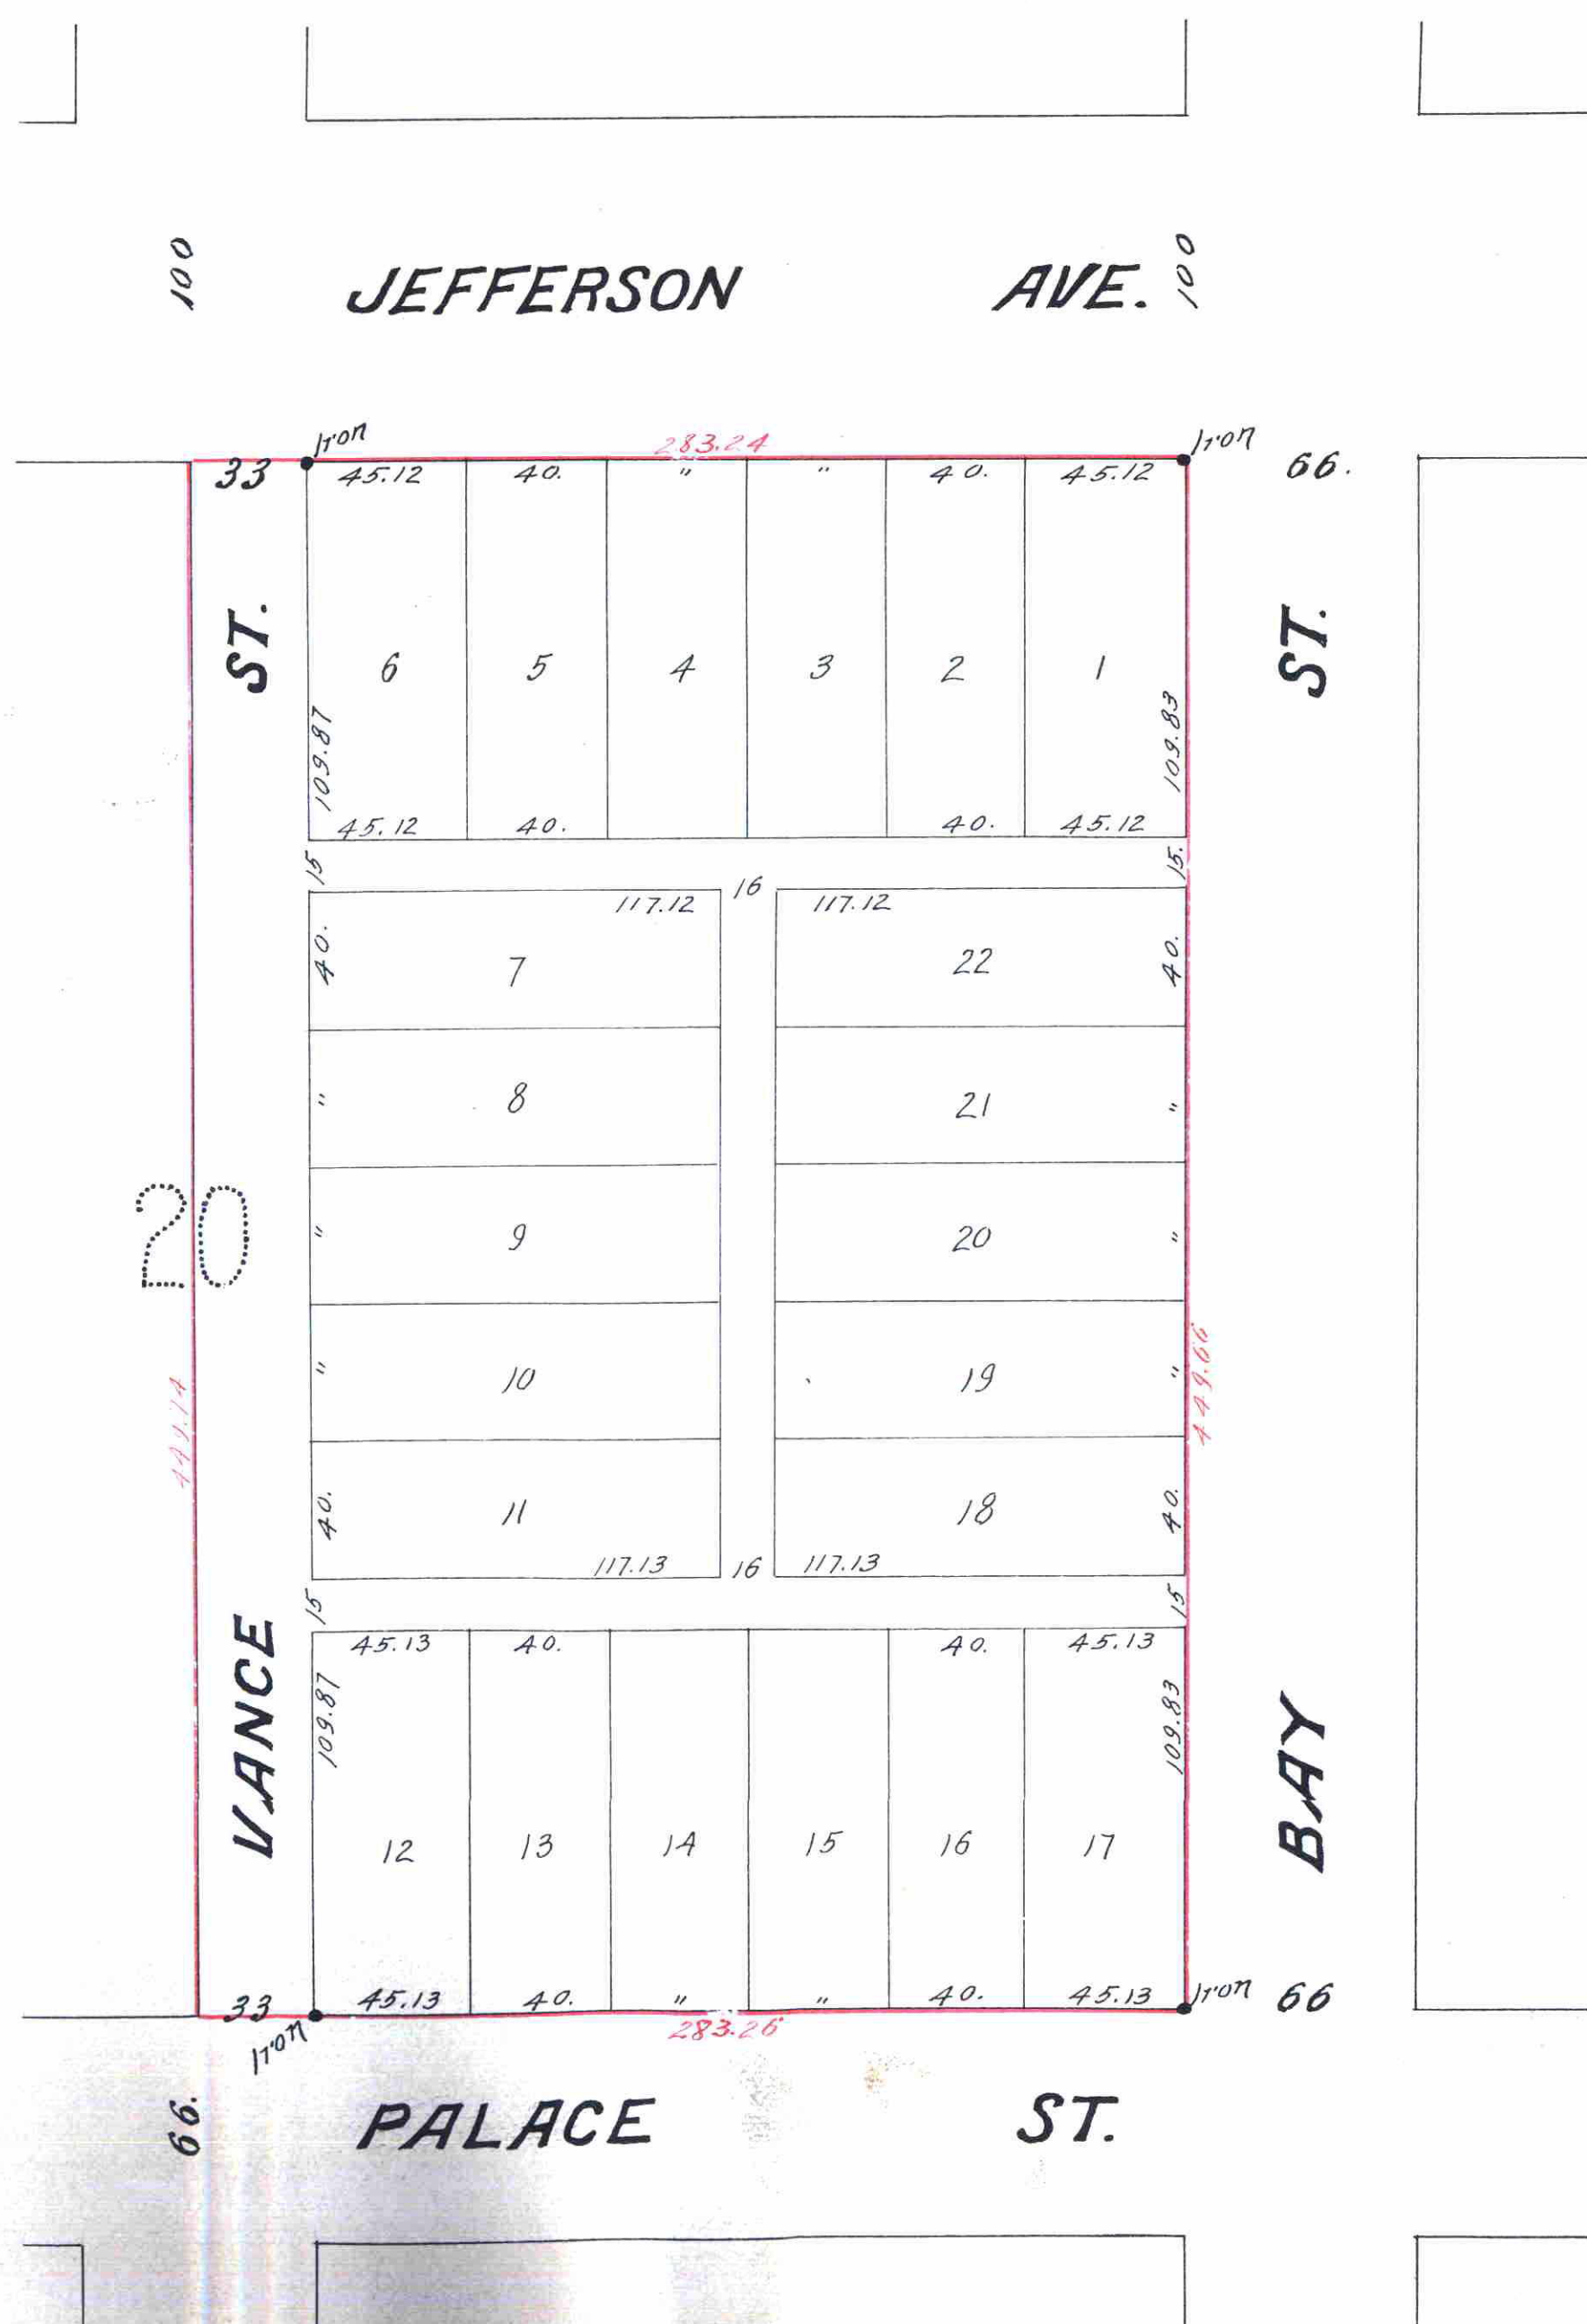 100 JEFFERSON AVE. 100
Iron 283.24 Iron
33 45.12 40. " " 40. 45.12 66.
ST. ST.
6 5 4 3 2 1
109.87 109.83
45.12 40. 40. 45.12
15 15.
16
117.12 117.12
40. 7 22 40.
" 8 21 "
" 9 20 "
20
" 10 19 "
449.74 449.66
40. 11 18 40.
117.13 16 117.13
15 15
45.13 40. 40. 45.13
109.87 109.83
VANCE BAY
12 13 14 15 16 17
33 45.13 40. " " 40. 45.13 Iron 66
Iron 283.26
66. PALACE ST.